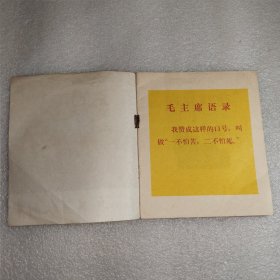 毛主席语录
我赞成这样的口号，叫
做“一不怕苦，二不怕死。”